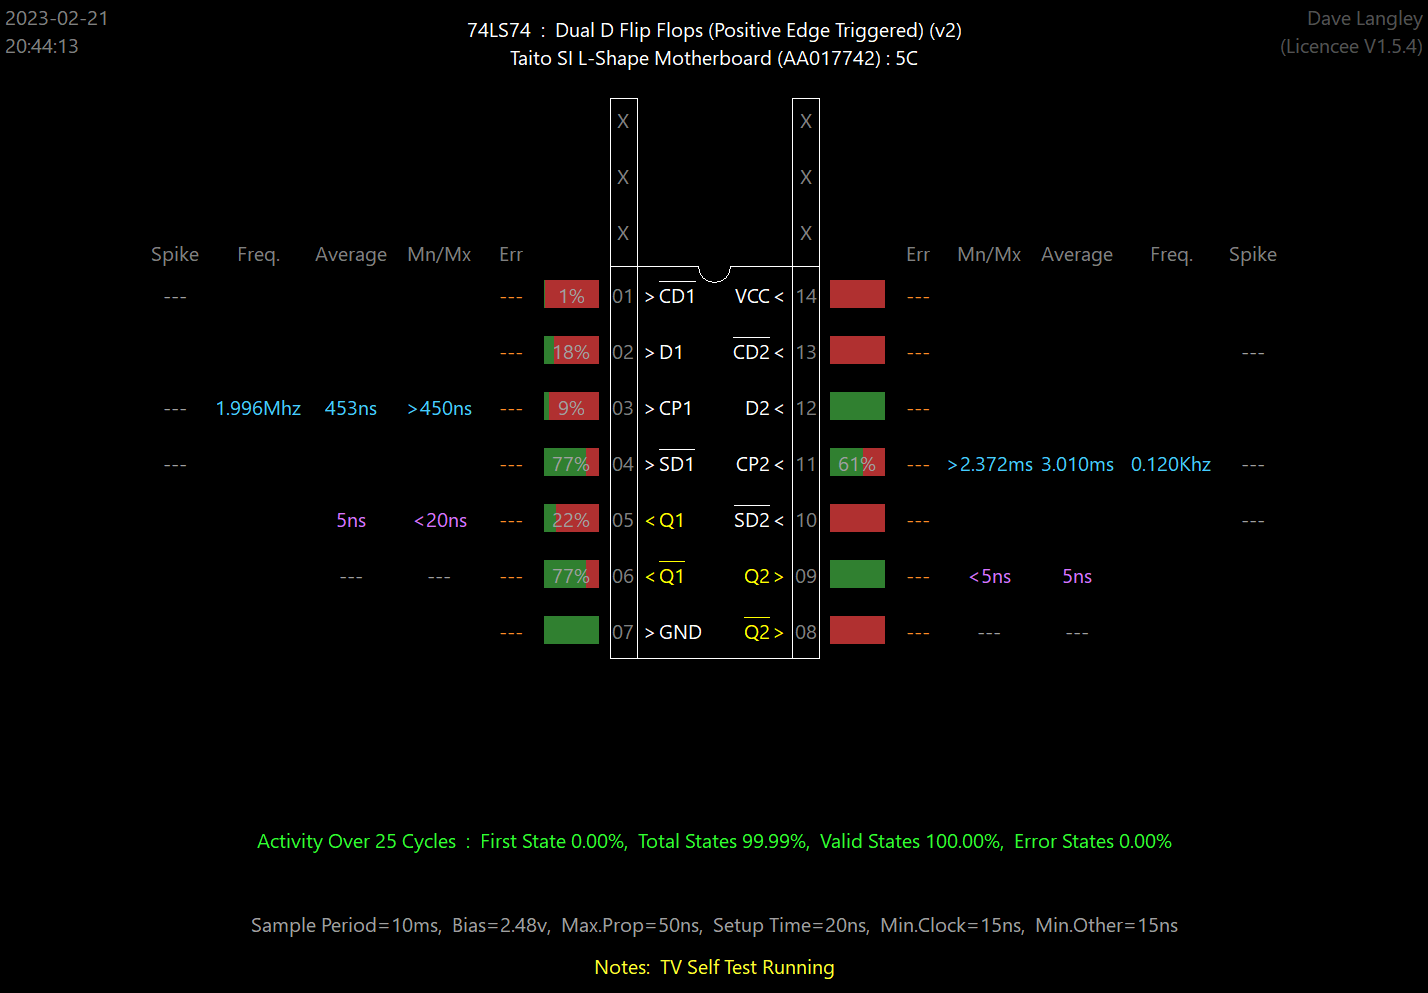 2023-02-21
20:44:13
74LS74 : Dual D Flip Flops (Positive Edge Triggered) (v2)
Taito SI L-Shape Motherboard (AA017742) : 5C
Dave Langley
(Licencee V1.5.4)
X X
X X
X X
Spike Freq. Average Mn/Mx Err Err Mn/Mx Average Freq. Spike
--- --- 1% 01 >CD1 VCC< 14 ---
--- 18% 02 >D1 CD2< 13 --- ---
--- 1.996Mhz 453ns >450ns --- 9% 03 >CP1 D2< 12 ---
--- --- 77% 04 >SD1 CP2< 11 61% --- >2.372ms 3.010ms 0.120Khz ---
5ns <20ns --- 22% 05 <Q1 SD2< 10 --- ---
--- --- --- 77% 06 <Q1 Q2> 09 --- <5ns 5ns
--- 07 >GND Q2> 08 --- --- ---
Activity Over 25 Cycles : First State 0.00%, Total States 99.99%, Valid States 100.00%, Error States 0.00%
Sample Period=10ms, Bias=2.48v, Max.Prop=50ns, Setup Time=20ns, Min.Clock=15ns, Min.Other=15ns
Notes: TV Self Test Running